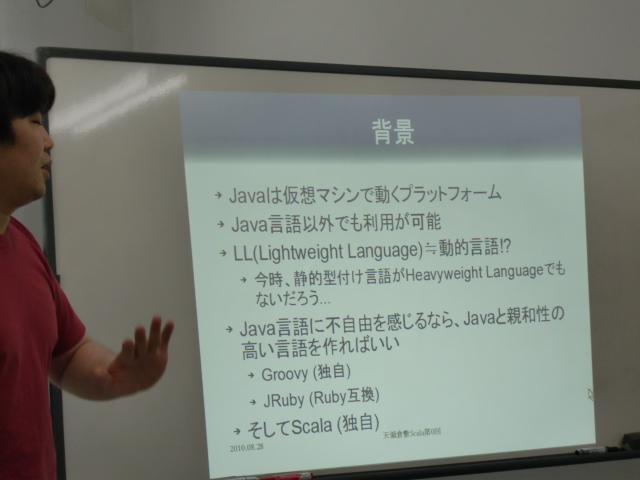 背景
Javaは仮想マシンで動くプラットフォーム
Java言語以外でも利用が可能
LL(Lightweight Language)≒動的言語!?
今時、静的型付け言語がHeavyweight Languageでも
ないだろう...
Java言語に不自由を感じるなら、Javaと親和性の
高い言語を作ればいい
Groovy (独自)
JRuby (Ruby互換)
そしてScala (独自)
天領倉敷Scala第0回
2010.08.28